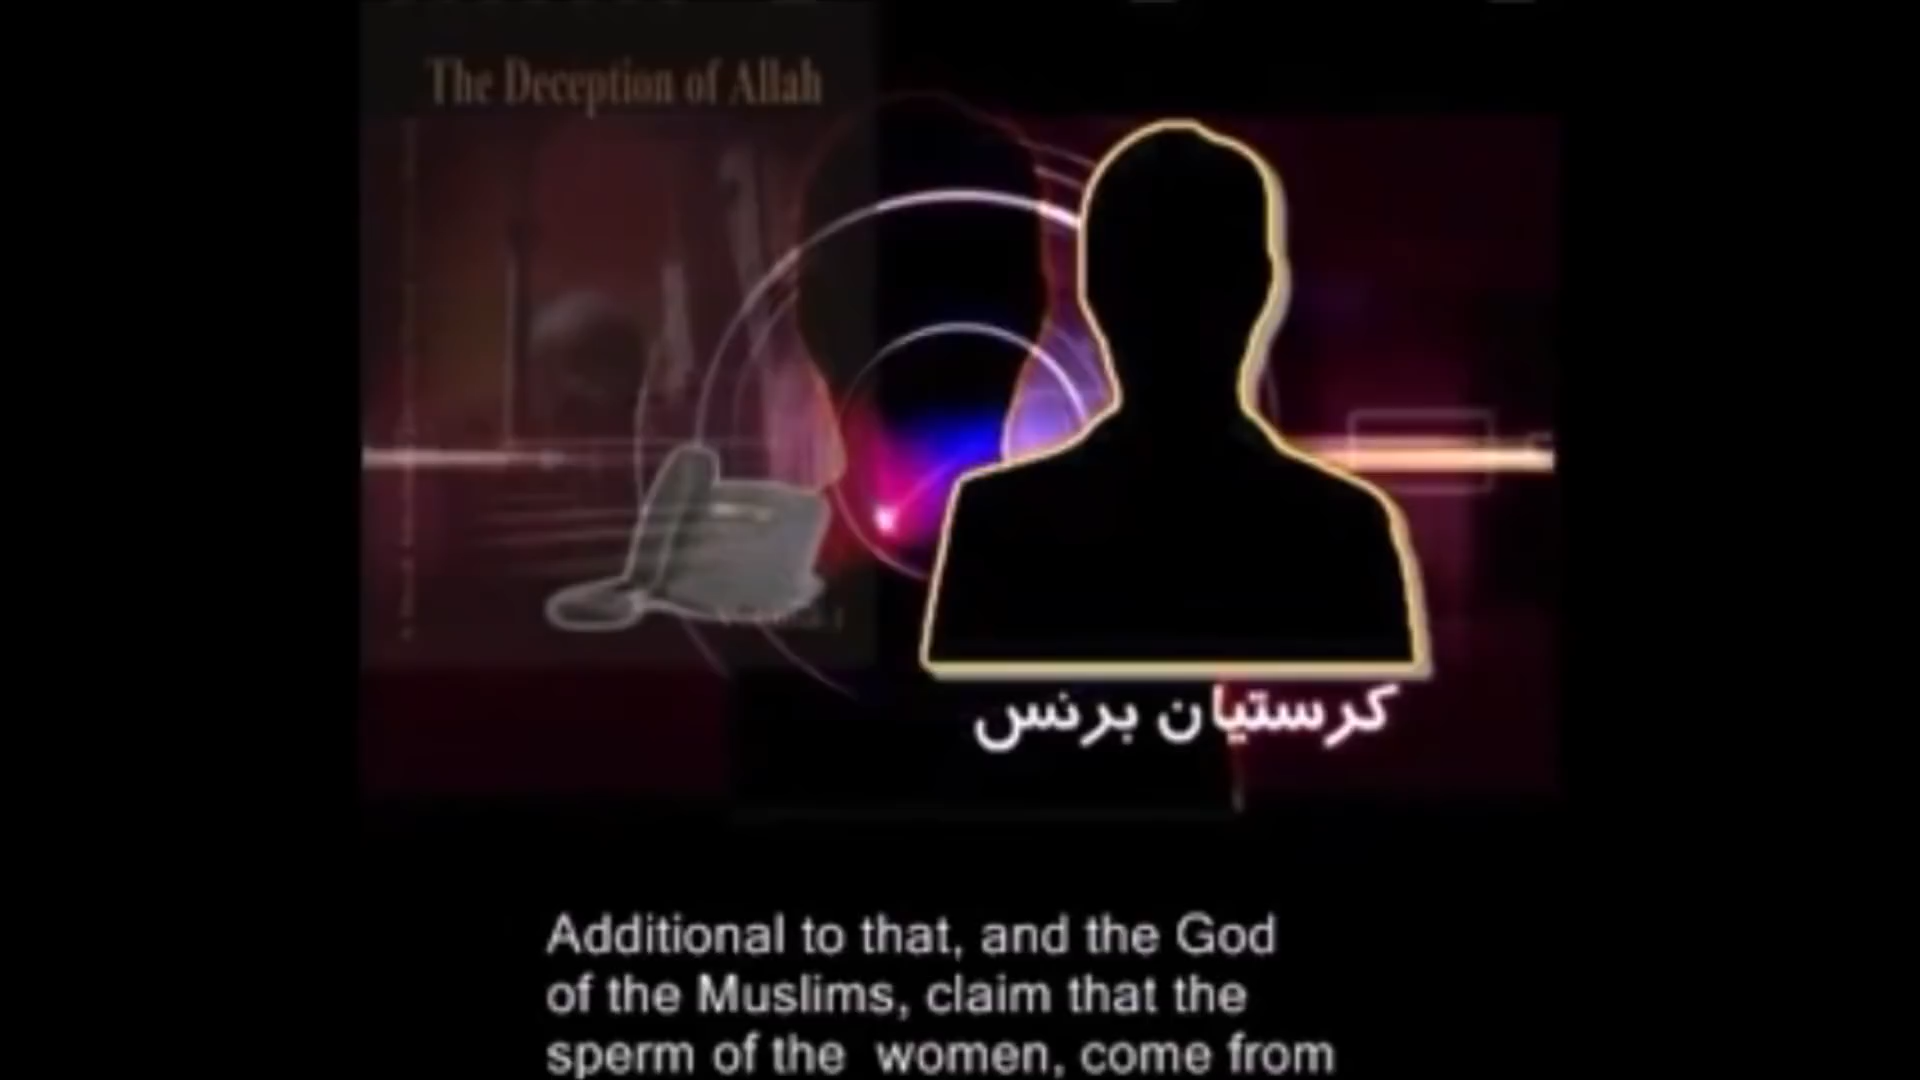 The Deception of Allah
كرستيان برنس
Additional to that, and the God
of the Muslims, claim that the
sperm of the women, come from